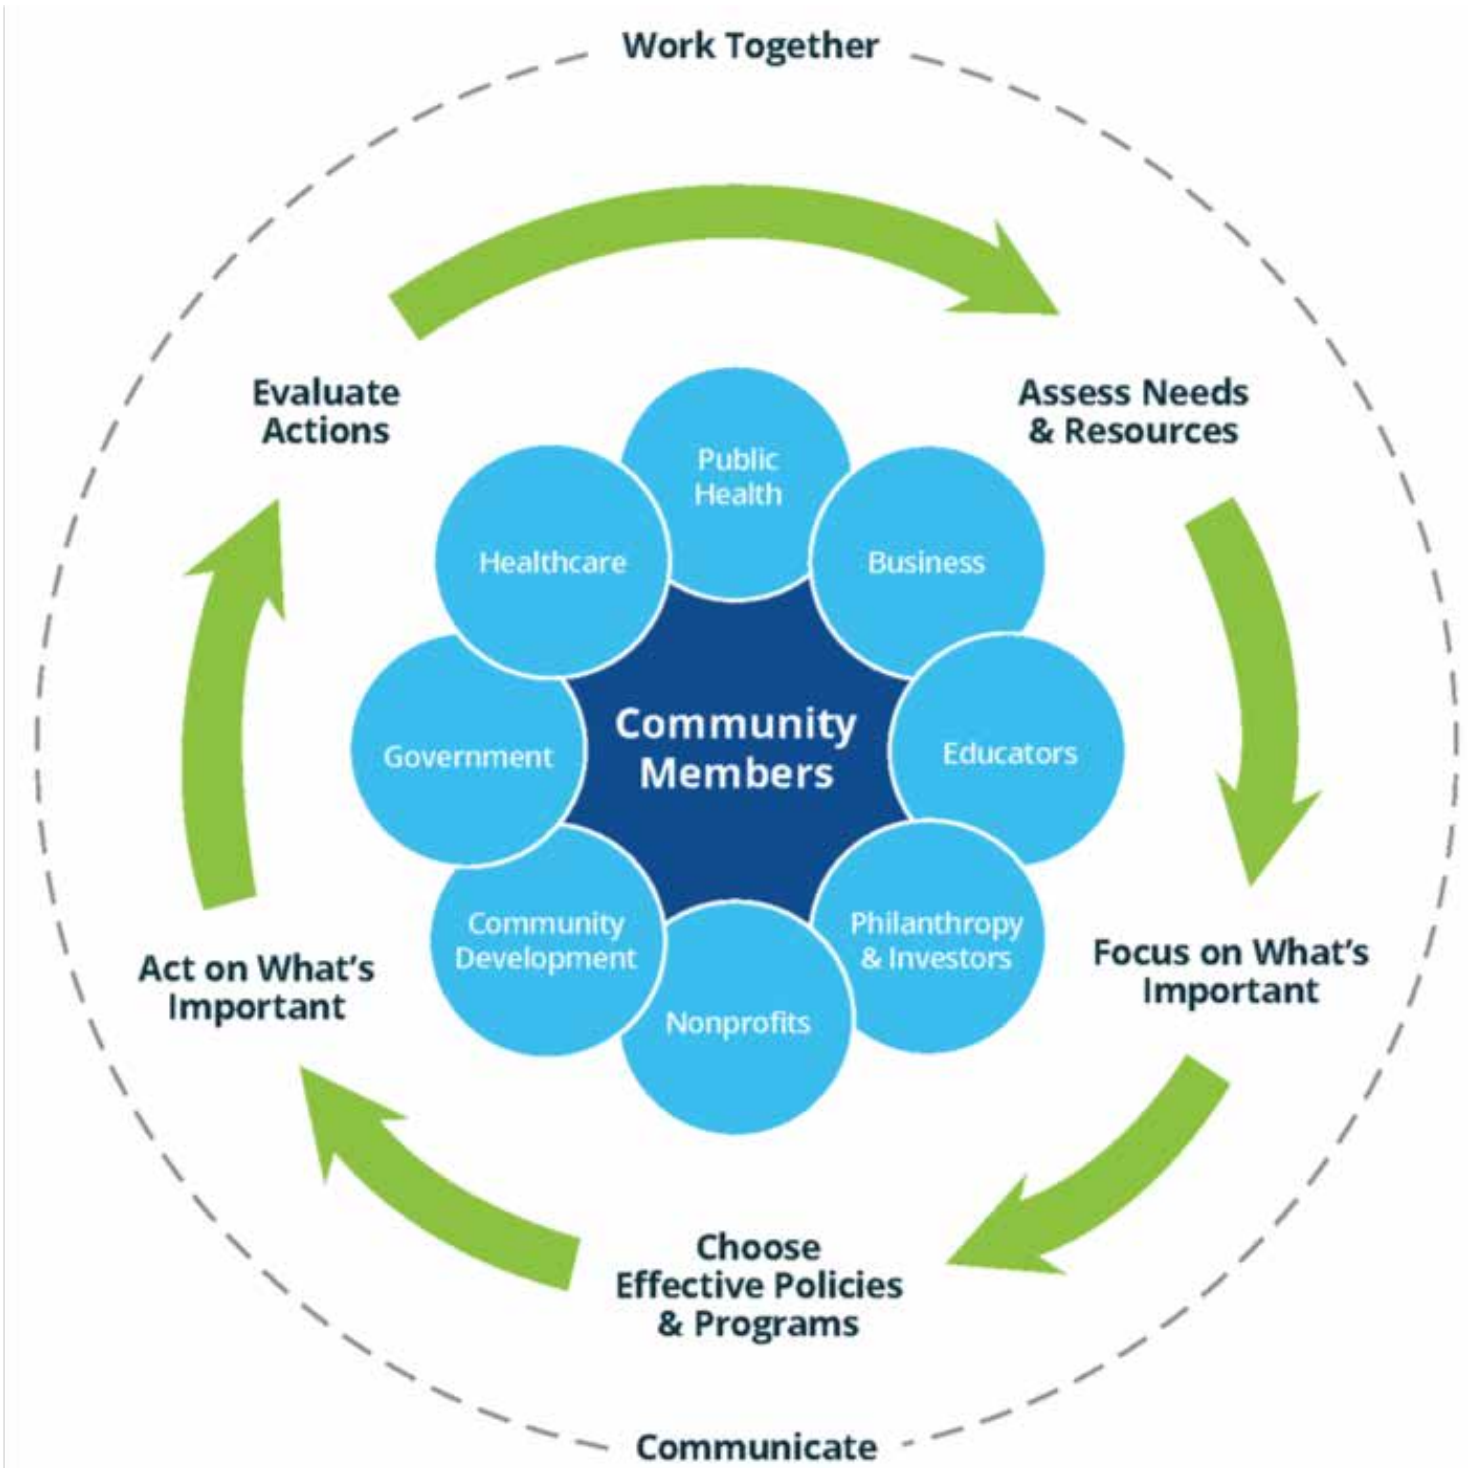 Work Together
Evaluate
Actions
Assess Needs
& Resources
Public
Health
Healthcare
Business
Government
Community
Members
Educators
Community
Development
Philanthropy
& Investors
Nonprofits
Act on What's
Important
Focus on What's
Important
Choose
Effective Policies
& Programs
Communicate